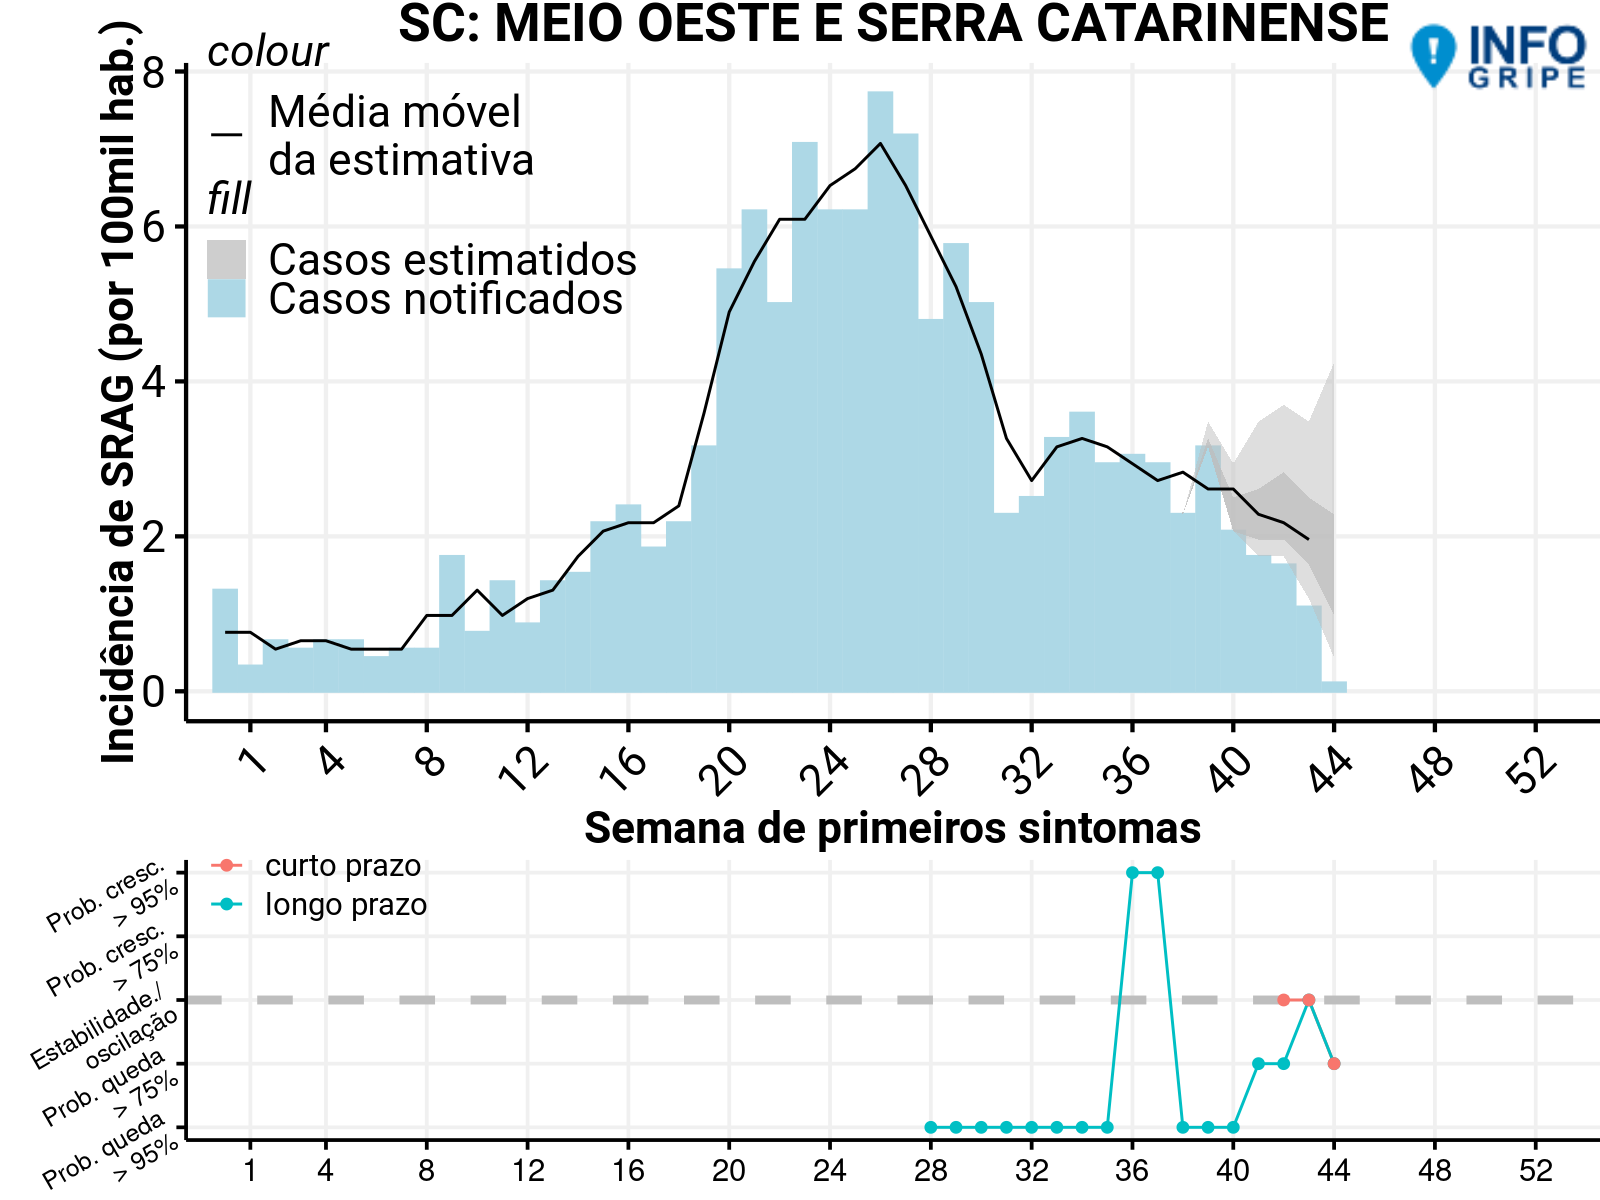 SC: MEIO OESTE E SERRA CATARINENSE
INFO
GRIPE
colour
Média móvel
da estimativa
fill
Casos estimatidos
Casos notificados
Incidência de SRAG (por 100mil hab.)
8
6
4
2
0
1 4 8 12 16 20 24 28 32 36 40 44 48 52
Semana de primeiros sintomas
curto prazo
longo prazo
Prob. cresc.
> 95%
Prob. cresc.
> 75%
Estabilidade./
oscilação
Prob. queda
> 75%
Prob. queda
> 95%
1 4 8 12 16 20 24 28 32 36 40 44 48 52